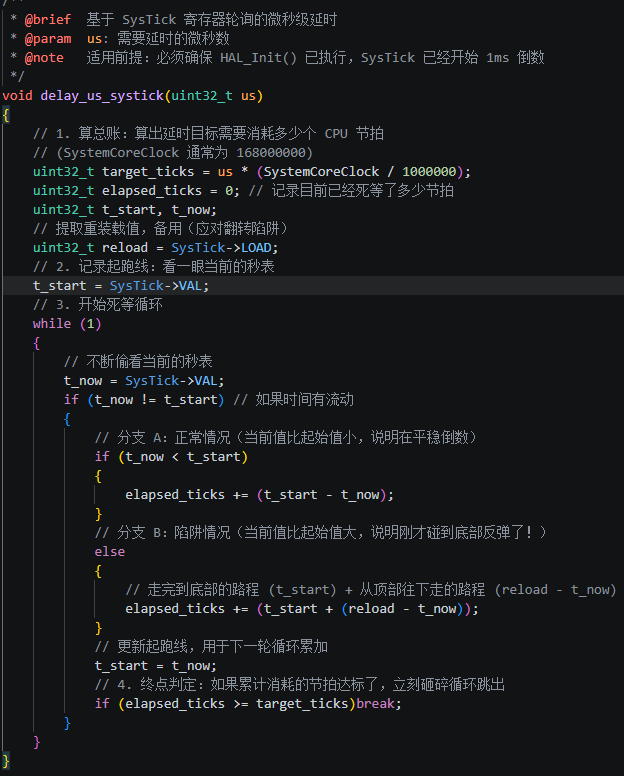 /**
 * @brief  基于 SysTick 寄存器轮询的微秒级延时
 * @param  us: 需要延时的微秒数
 * @note   适用前提：必须确保 HAL_Init() 已执行，SysTick 已经开始 1ms 倒数
 */
void delay_us_systick(uint32_t us)
{
    // 1. 算总账：算出延时目标需要消耗多少个 CPU 节拍
    // (SystemCoreClock 通常为 168000000)
    uint32_t target_ticks = us * (SystemCoreClock / 1000000);
    uint32_t elapsed_ticks = 0; // 记录目前已经死等了多少节拍
    uint32_t t_start, t_now;
    // 提取重装载值，备用（应对翻转陷阱）
    uint32_t reload = SysTick->LOAD;
    // 2. 记录起跑线：看一眼当前的秒表
    t_start = SysTick->VAL;
    // 3. 开始死等循环
    while (1)
    {
        // 不断偷看当前的秒表
        t_now = SysTick->VAL;
        if (t_now != t_start) // 如果时间有流动
        {
            // 分支 A：正常情况（当前值比起始值小，说明在平稳倒数）
            if (t_now < t_start)
            {
                elapsed_ticks += (t_start - t_now);
            }
            // 分支 B：陷阱情况（当前值比起始值大，说明刚才碰到底部反弹了！）
            else
            {
                // 走完到底部的路程 (t_start) + 从顶部往下走的路程 (reload - t_now)
                elapsed_ticks += (t_start + (reload - t_now));
            }
            // 更新起跑线，用于下一轮循环累加
            t_start = t_now;
            // 4. 终点判定：如果累计消耗的节拍达标了，立刻砸碎循环跳出
            if (elapsed_ticks >= target_ticks)break;
        }
    }
}